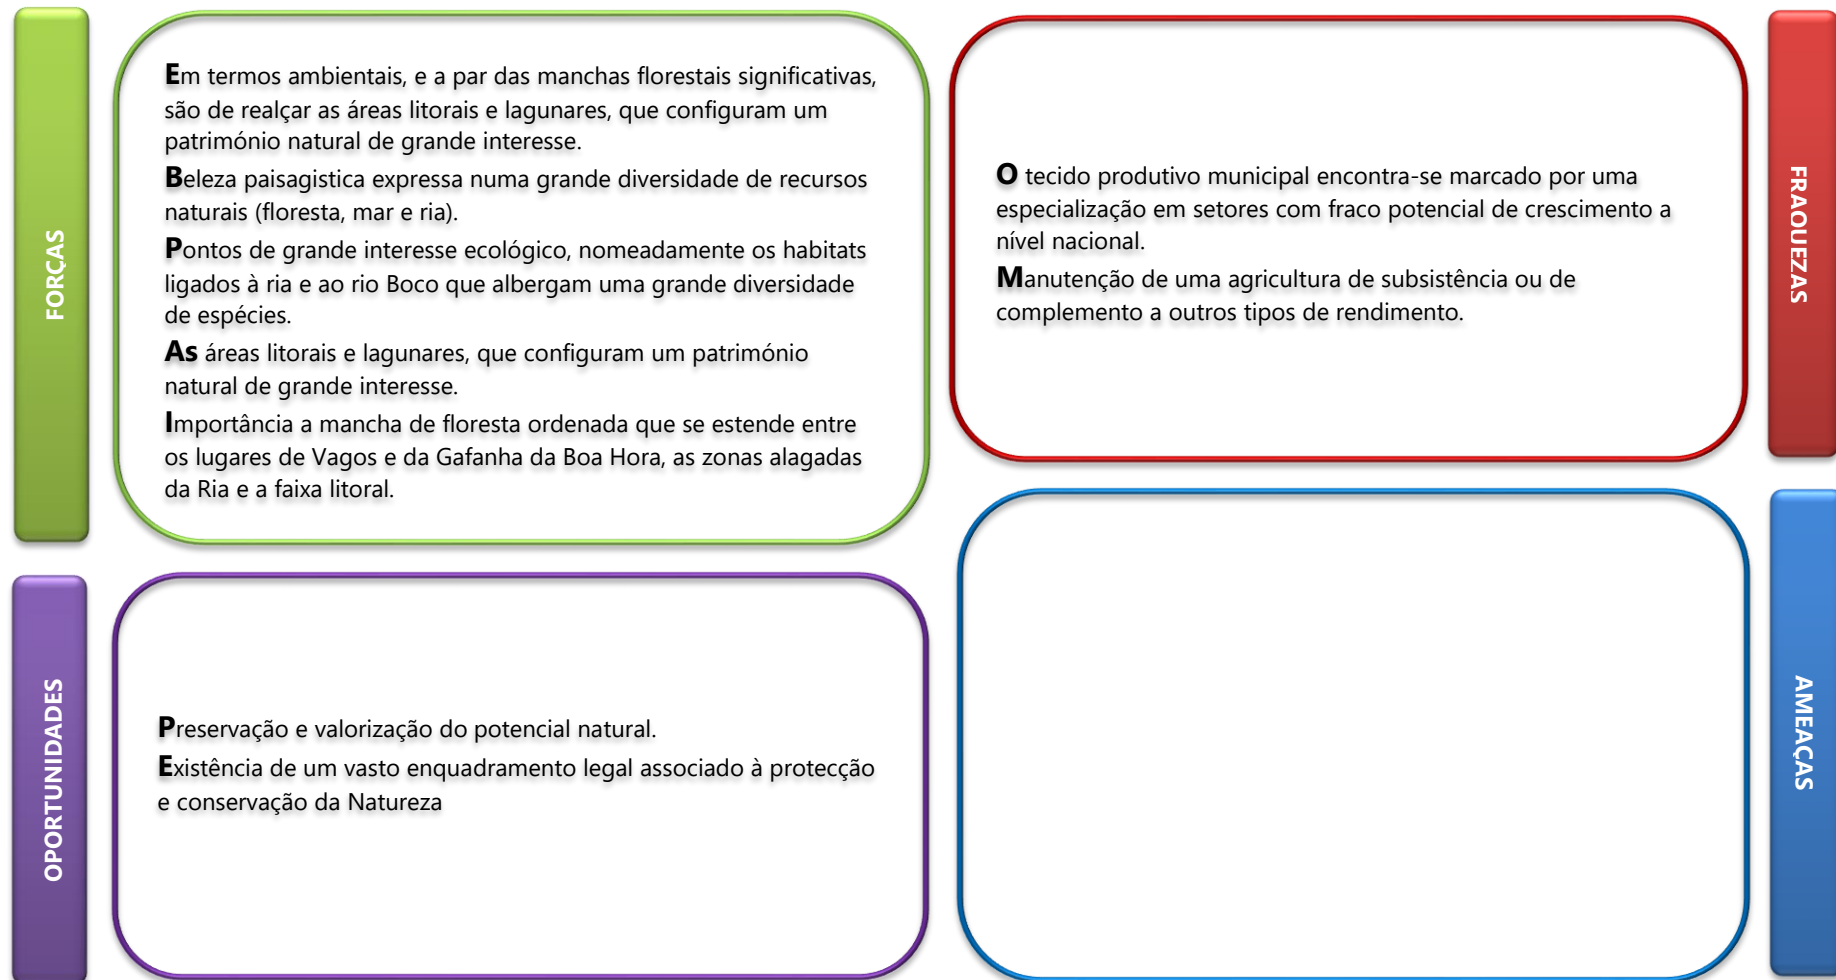 FORÇAS
Em termos ambientais, e a par das manchas florestais significativas,
são de realçar as áreas litorais e lagunares, que configuram um
património natural de grande interesse.
Beleza paisagistica expressa numa grande diversidade de recursos
naturais (floresta, mar e ria).
Pontos de grande interesse ecológico, nomeadamente os habitats
ligados à ria e ao rio Boco que albergam uma grande diversidade
de espécies.
As áreas litorais e lagunares, que configuram um património
natural de grande interesse.
Importância a mancha de floresta ordenada que se estende entre
os lugares de Vagos e da Gafanha da Boa Hora, as zonas alagadas
da Ria e a faixa litoral.
O tecido produtivo municipal encontra-se marcado por uma
especialização em setores com fraco potencial de crescimento a
nível nacional.
Manutenção de uma agricultura de subsistência ou de
complemento a outros tipos de rendimento.
FRAQUEZAS
OPORTUNIDADES
Preservação e valorização do potencial natural.
Existência de um vasto enquadramento legal associado à protecção
e conservação da Natureza
AMEAÇAS